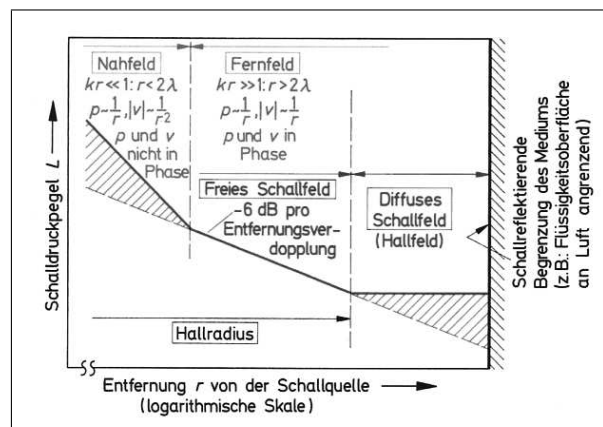 Nahfeld
kr≪1: r<2λ
p~1/r, |v|~1/r²
p und v
nicht in
Phase
Fernfeld
kr≫1: r>2λ
p~1/r, |v|~1/r
p und v in
Phase
Freies Schallfeld
-6 dB pro
Entfernungsver-
dopplung
Diffuses
Schallfeld
(Hallfeld)
Hallradius
Schalldruckpegel L
Entfernung r von der Schallquelle
(logarithmische Skale)
Schallreflektierende
Begrenzung des Mediums
(z.B.: Flüssigkeitsoberfläche
an Luft angrenzend)